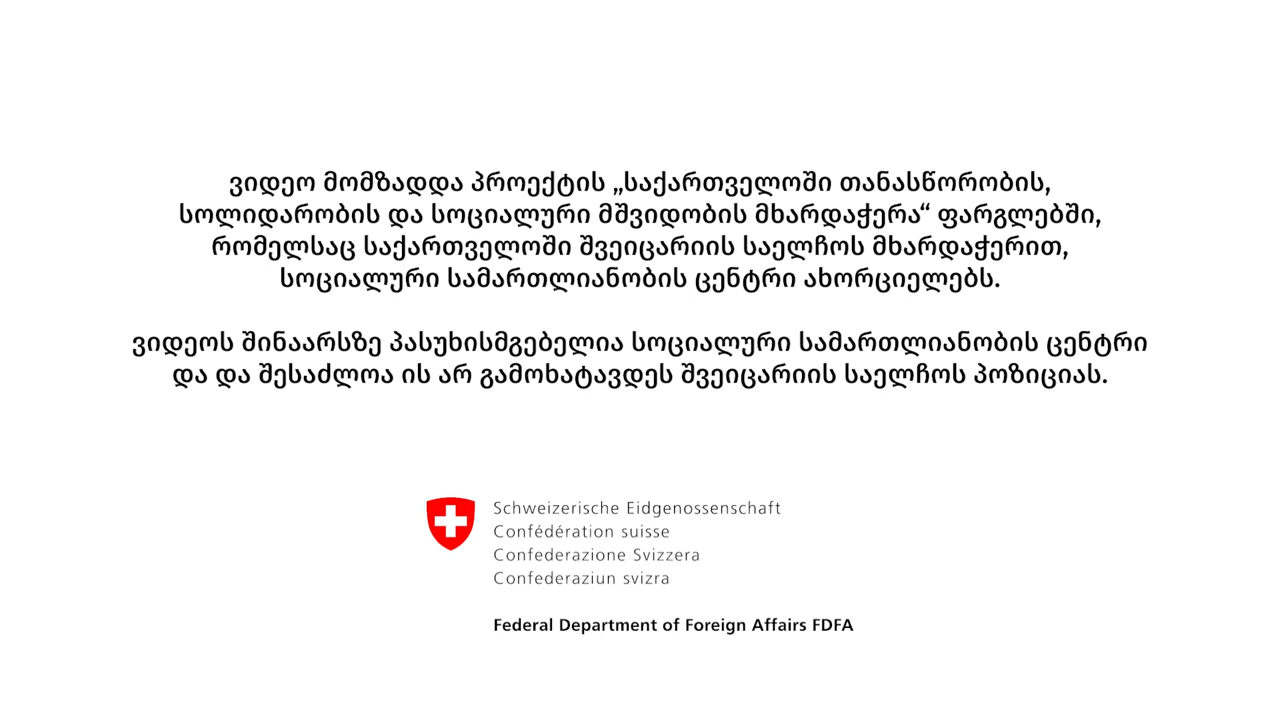 ვიდეო მომზადდა პროექტის „საქართველოში თანასწორობის,
სოლიდარობის და სოციალური მშვიდობის მხარდაჭერა“ ფარგლებში,
რომელსაც საქართველოში შვეიცარიის საელჩოს მხარდაჭერით,
სოციალური სამართლიანობის ცენტრი ახორციელებს.
ვიდეოს შინაარსზე პასუხისმგებელია სოციალური სამართლიანობის ცენტრი
და და შესაძლოა ის არ გამოხატავდეს შვეიცარიის საელჩოს პოზიციას.
Schweizerische Eidgenossenschaft
Confédération suisse
Confederazione Svizzera
Confederaziun svizra
Federal Department of Foreign Affairs FDFA